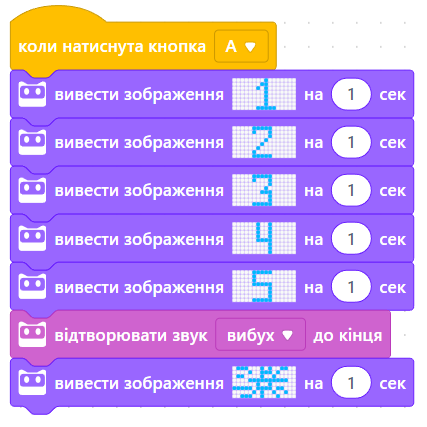 коли натиснута кнопка A
вивести зображення 1 на 1 сек
вивести зображення 2 на 1 сек
вивести зображення 3 на 1 сек
вивести зображення 4 на 1 сек
вивести зображення 5 на 1 сек
відтворювати звук вибух до кінця
вивести зображення на 1 сек